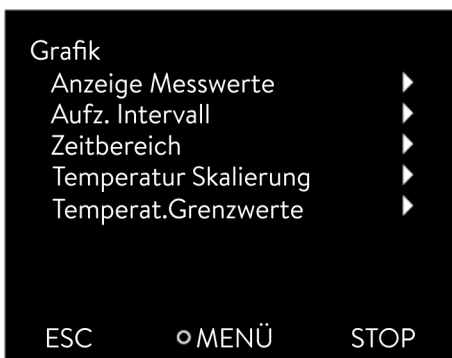 Grafik
Anzeige Messwerte
Aufz. Intervall
Zeitbereich
Temperatur Skalierung
Temperat.Grenzwerte
ESC MENÜ STOP